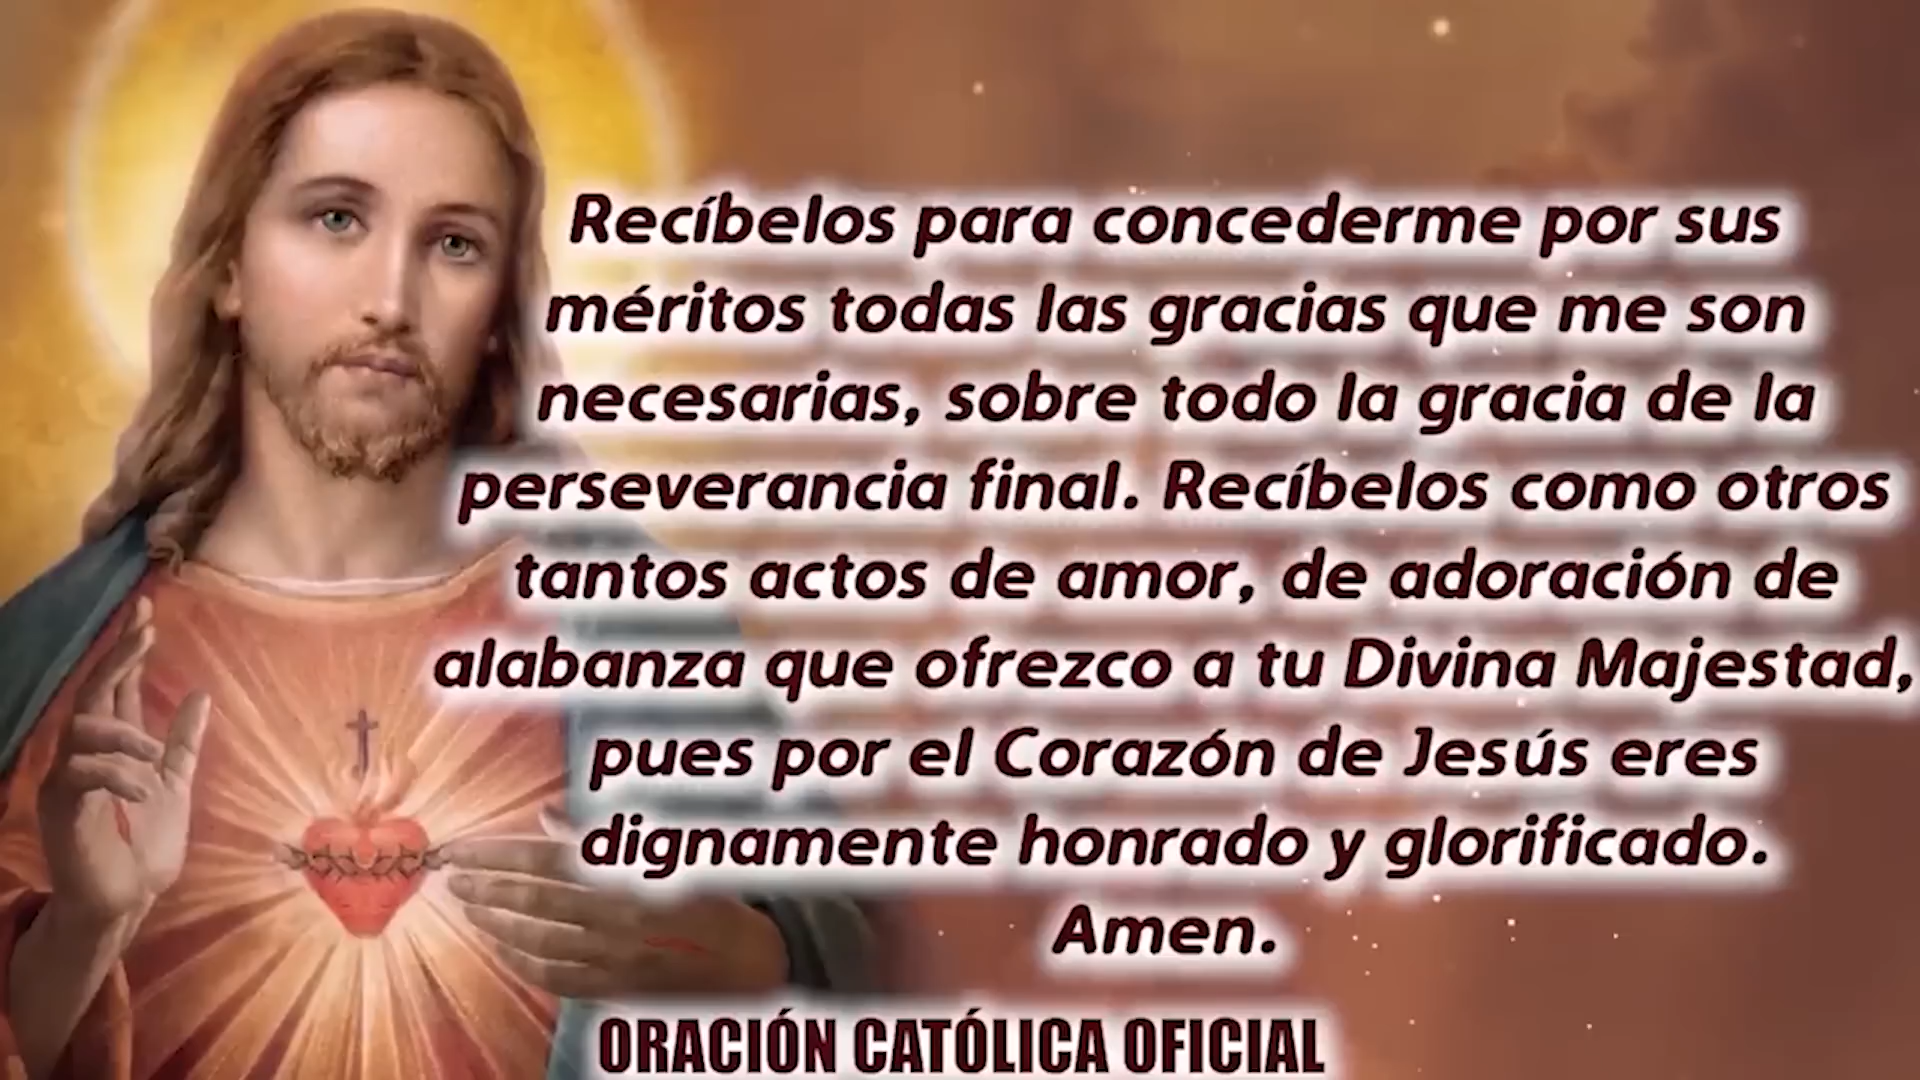 Recíbelos para concederme por sus
méritos todas las gracias que me son
necesarias, sobre todo la gracia de la
perseverancia final. Recíbelos como otros
tantos actos de amor, de adoración de
alabanza que ofrezco a tu Divina Majestad,
pues por el Corazón de Jesús eres
dignamente honrado y glorificado.
Amen.
ORACIÓN CATÓLICA OFICIAL